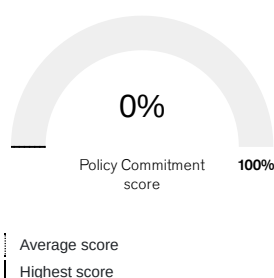 0%
Policy Commitment 100%
score
Average score
Highest score